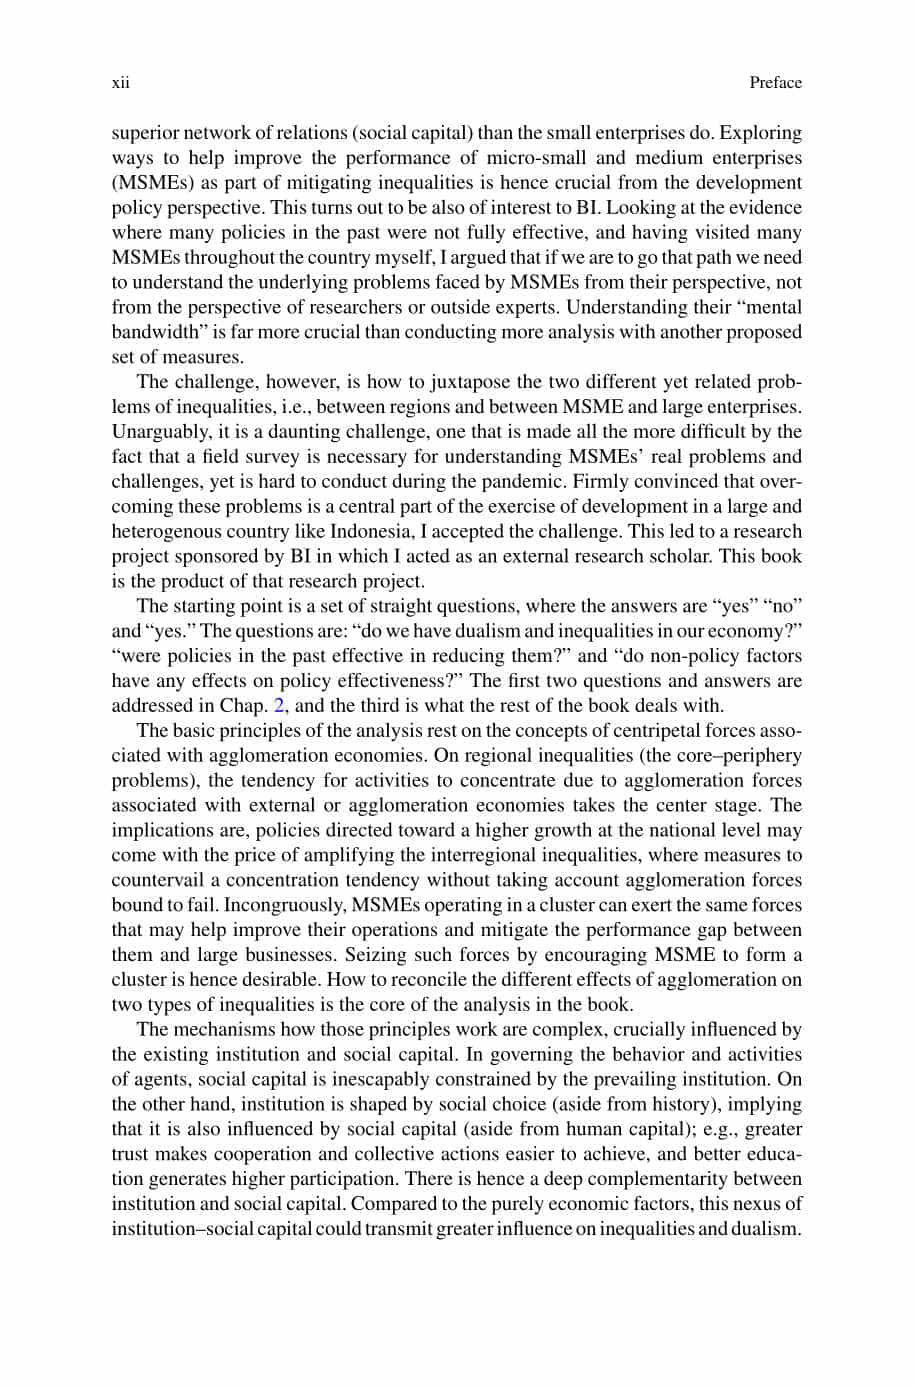 xii Preface
superior network of relations (social capital) than the small enterprises do. Exploring
ways to help improve the performance of micro-small and medium enterprises
(MSMEs) as part of mitigating inequalities is hence crucial from the development
policy perspective. This turns out to be also of interest to BI. Looking at the evidence
where many policies in the past were not fully effective, and having visited many
MSMEs throughout the country myself, I argued that if we are to go that path we need
to understand the underlying problems faced by MSMEs from their perspective, not
from the perspective of researchers or outside experts. Understanding their “mental
bandwidth” is far more crucial than conducting more analysis with another proposed
set of measures.
The challenge, however, is how to juxtapose the two different yet related prob-
lems of inequalities, i.e., between regions and between MSME and large enterprises.
Unarguably, it is a daunting challenge, one that is made all the more difficult by the
fact that a field survey is necessary for understanding MSMEs’ real problems and
challenges, yet is hard to conduct during the pandemic. Firmly convinced that over-
coming these problems is a central part of the exercise of development in a large and
heterogenous country like Indonesia, I accepted the challenge. This led to a research
project sponsored by BI in which I acted as an external research scholar. This book
is the product of that research project.
The starting point is a set of straight questions, where the answers are “yes” “no”
and “yes.” The questions are: “do we have dualism and inequalities in our economy?”
“were policies in the past effective in reducing them?” and “do non-policy factors
have any effects on policy effectiveness?” The first two questions and answers are
addressed in Chap. 2, and the third is what the rest of the book deals with.
The basic principles of the analysis rest on the concepts of centripetal forces asso-
ciated with agglomeration economies. On regional inequalities (the core–periphery
problems), the tendency for activities to concentrate due to agglomeration forces
associated with external or agglomeration economies takes the center stage. The
implications are, policies directed toward a higher growth at the national level may
come with the price of amplifying the interregional inequalities, where measures to
countervail a concentration tendency without taking account agglomeration forces
bound to fail. Incongruously, MSMEs operating in a cluster can exert the same forces
that may help improve their operations and mitigate the performance gap between
them and large businesses. Seizing such forces by encouraging MSME to form a
cluster is hence desirable. How to reconcile the different effects of agglomeration on
two types of inequalities is the core of the analysis in the book.
The mechanisms how those principles work are complex, crucially influenced by
the existing institution and social capital. In governing the behavior and activities
of agents, social capital is inescapably constrained by the prevailing institution. On
the other hand, institution is shaped by social choice (aside from history), implying
that it is also influenced by social capital (aside from human capital); e.g., greater
trust makes cooperation and collective actions easier to achieve, and better educa-
tion generates higher participation. There is hence a deep complementarity between
institution and social capital. Compared to the purely economic factors, this nexus of
institution–social capital could transmit greater influence on inequalities and dualism.